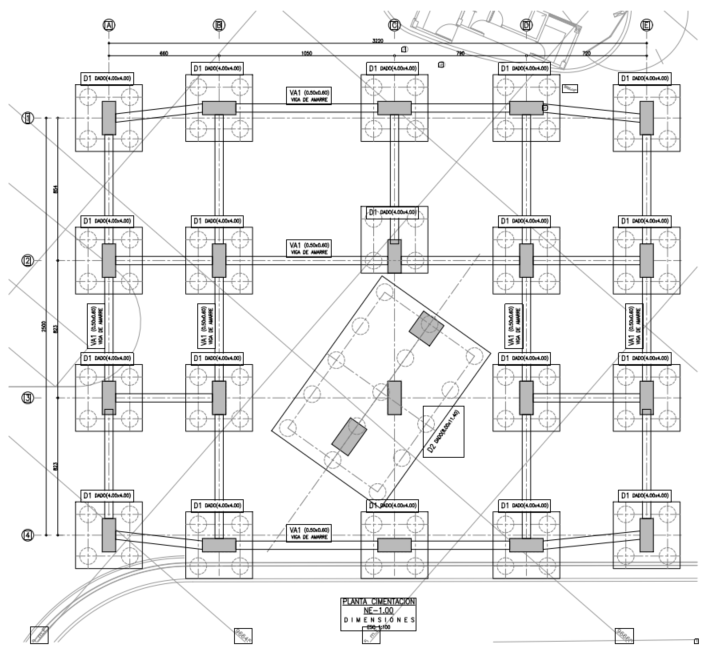 A B C D E
3220
660 1050 790 720
D1 DADO(4.00x4.00)
D1 DADO(4.00x4.00)
D1 DADO(4.00x4.00)
D1 DADO(4.00x4.00)
D1 DADO(4.00x4.00)
VA1 (0.50x0.60)
VIGA DE AMARRE
1
854
D1 DADO(4.00x4.00)
D1 DADO(4.00x4.00)
D1 DADO(4.00x4.00)
D1 DADO(4.00x4.00)
D1 DADO(4.00x4.00)
VA1 (0.50x0.60)
VIGA DE AMARRE
2
2500
823
VA1 (0.50x0.60)
VIGA DE AMARRE
VA1 (0.50x0.60)
VIGA DE AMARRE
VA1 (0.50x0.60)
VIGA DE AMARRE
VA1 (0.50x0.60)
VIGA DE AMARRE
D1 DADO(4.00x4.00)
D1 DADO(4.00x4.00)
D1 DADO(4.00x4.00)
D1 DADO(4.00x4.00)
3
D2
823
D1 DADO(4.00x4.00)
D1 DADO(4.00x4.00)
D1 DADO(4.00x4.00)
D1 DADO(4.00x4.00)
D1 DADO(4.00x4.00)
VA1 (0.50x0.60)
VIGA DE AMARRE
4
PLANTA CIMENTACION
NE-1.00
DIMENSIONES
ESC 1:100